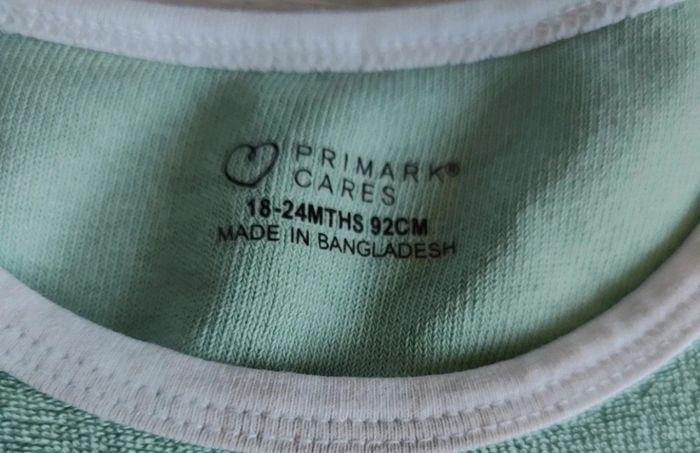 PRIMARK®
CARES
18-24MTHS 92CM
MADE IN BANGLADESH